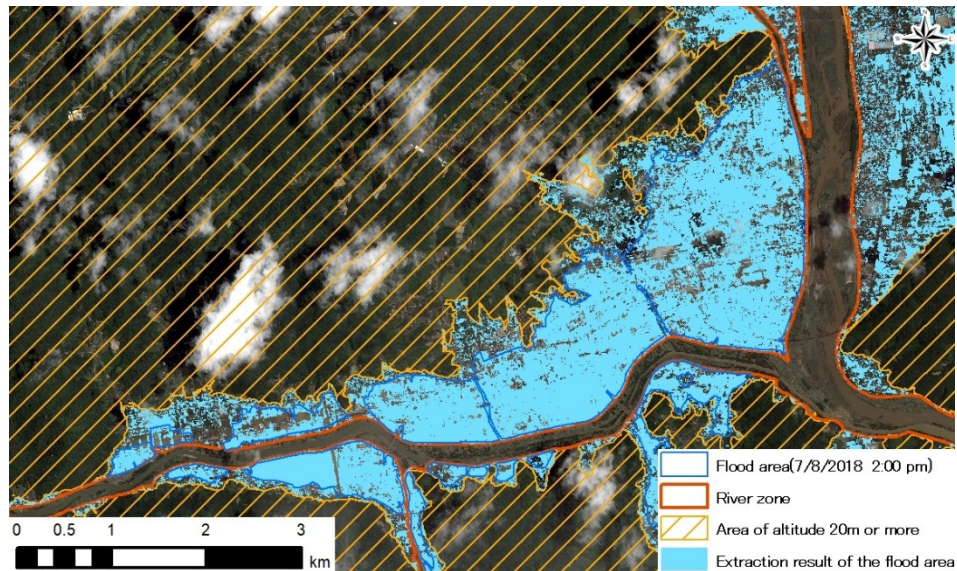 Flood area(7/8/2018 2:00 pm)
River zone
Area of altitude 20m or more
Extraction result of the flood area
0 0.5 1 2 3
km